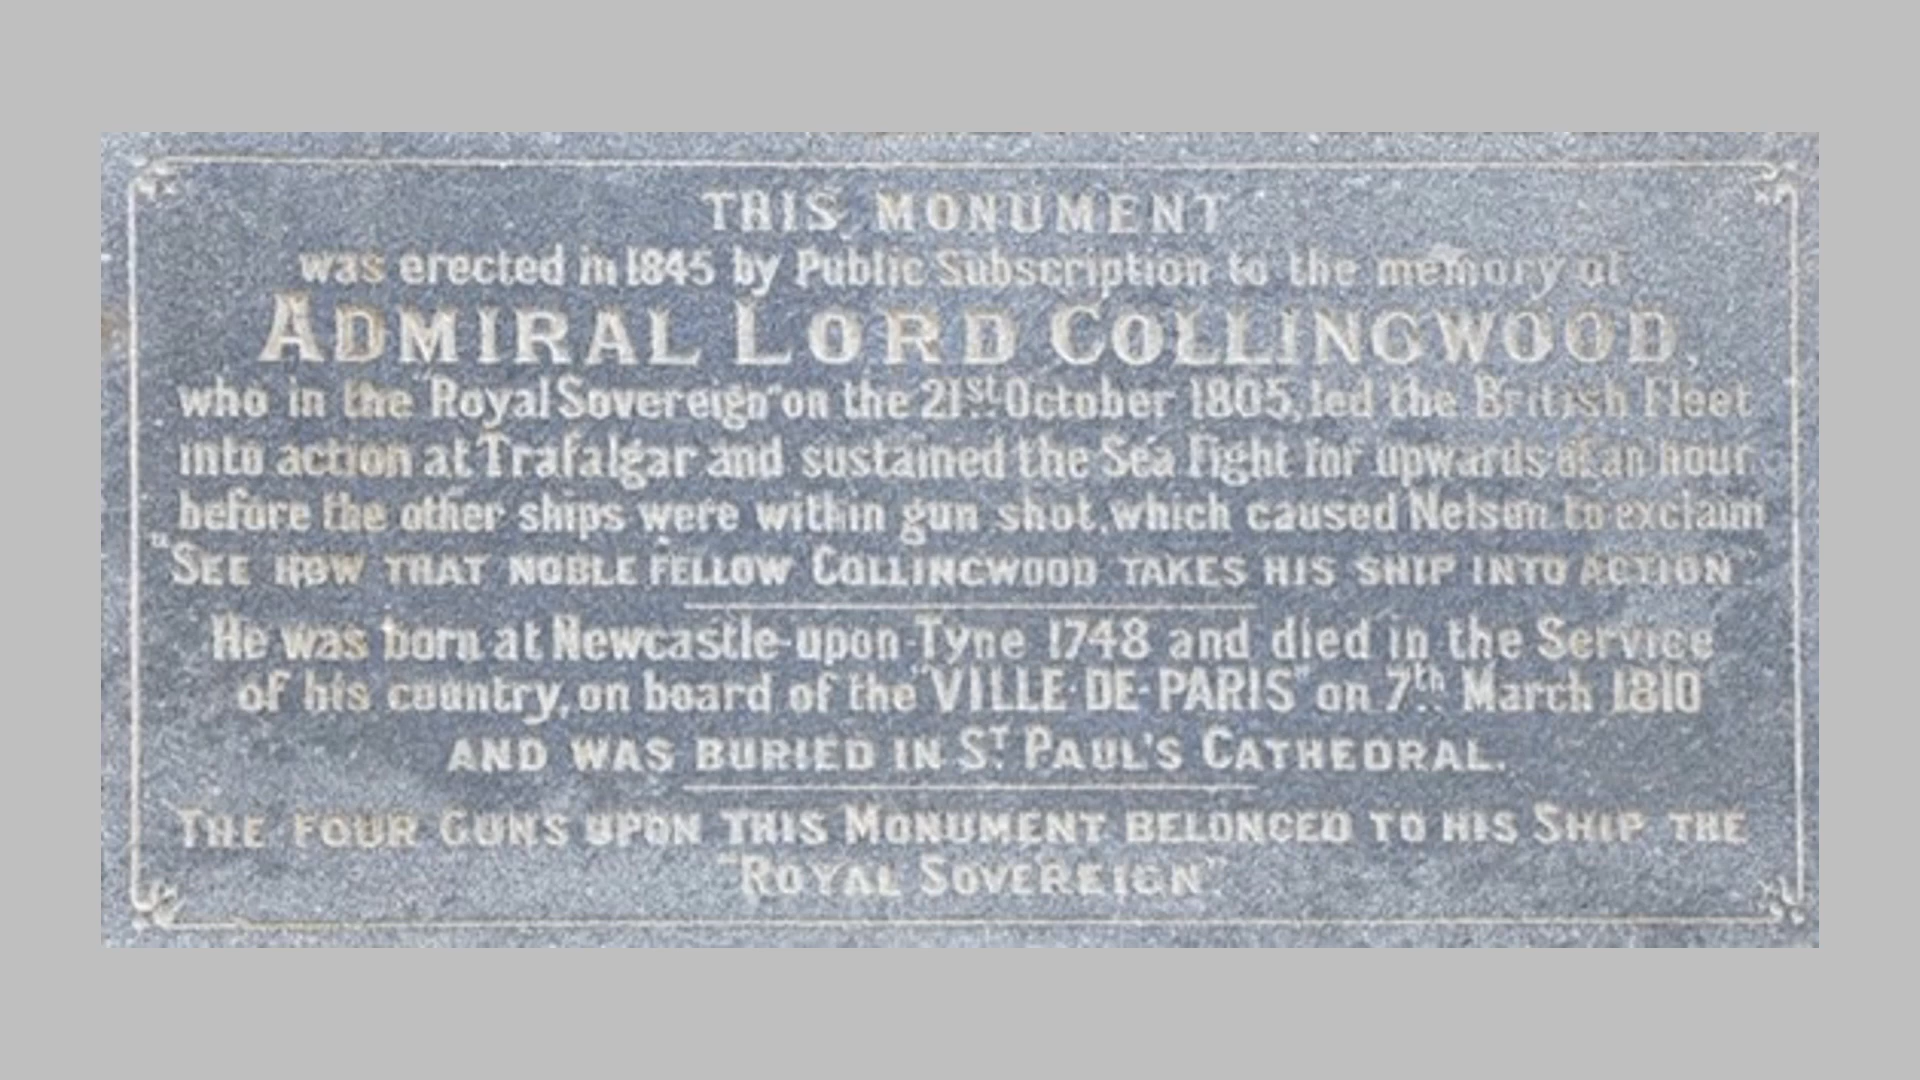 THIS MONUMENT
was erected in 1845 by Public Subscription to the memory of
ADMIRAL LORD COLLINGWOOD,
who in the "Royal Sovereign" on the 21st October 1805, led the British Fleet
into action at Trafalgar and sustained the Sea Fight for upwards of an hour
before the other ships were within gun shot, which caused Nelson to exclaim
"SEE HOW THAT NOBLE FELLOW COLLINGWOOD TAKES HIS SHIP INTO ACTION".
He was born at Newcastle-upon-Tyne 1748 and died in the Service
of his country, on board of the "VILLE-DE-PARIS" on 7th March 1810
AND WAS BURIED IN ST PAUL'S CATHEDRAL.
THE FOUR GUNS UPON THIS MONUMENT BELONGED TO HIS SHIP THE
"ROYAL SOVEREIGN".